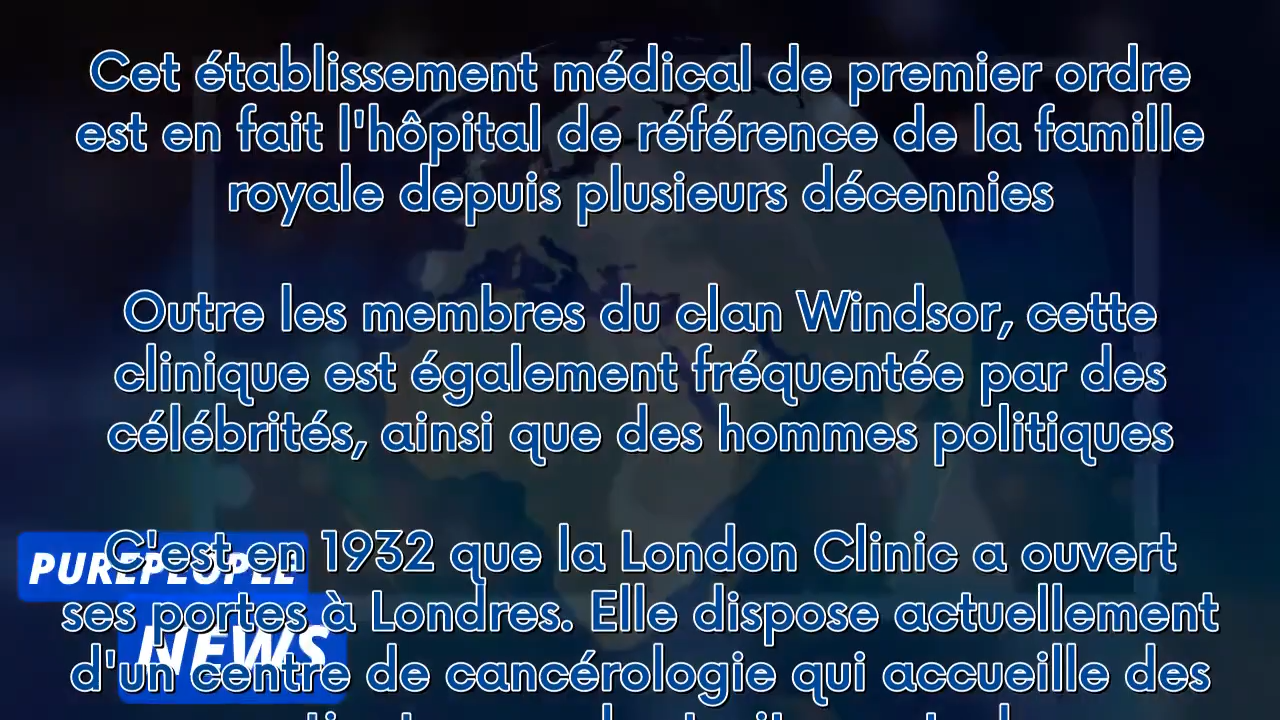 Cet établissement médical de premier ordre
est en fait l'hôpital de référence de la famille
royale depuis plusieurs décennies
Outre les membres du clan Windsor, cette
clinique est également fréquentée par des
célébrités, ainsi que des hommes politiques
C'est en 1932 que la London Clinic a ouvert
ses portes à Londres. Elle dispose actuellement
d'un centre de cancérologie qui accueille des
PUREPEOPLE
NEWS